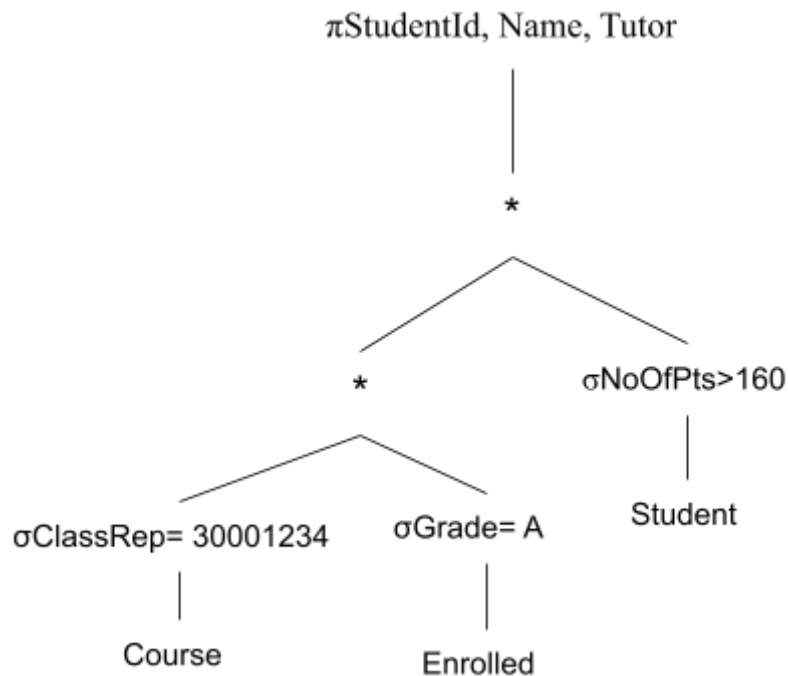 πStudentId, Name, Tutor
*
*
σNoOfPts>160
σClassRep= 30001234
σGrade= A
Student
Course
Enrolled